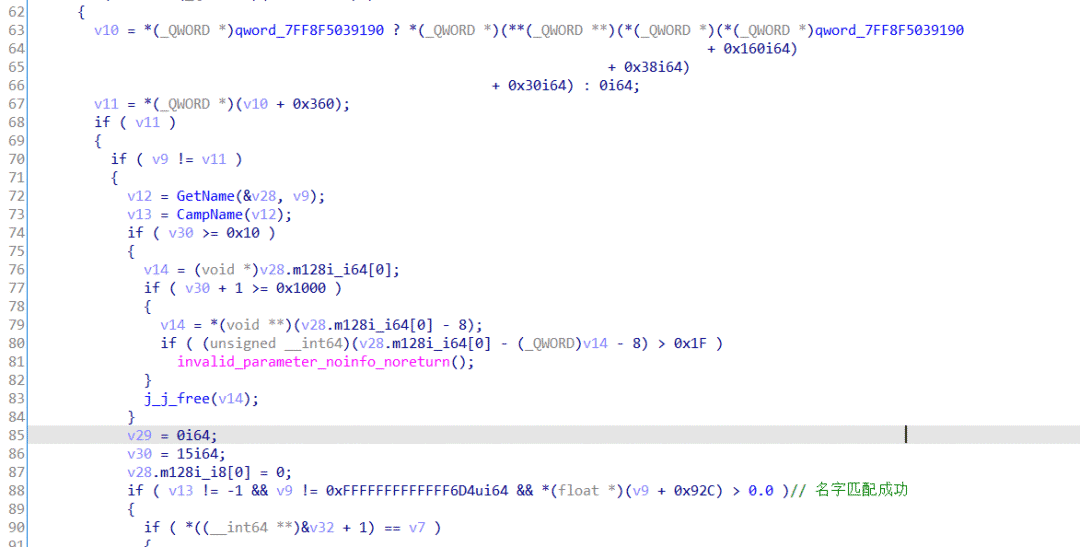 62 {
63 v10 = *(_QWORD *)qword_7FF8F5039190 ? *(_QWORD *)(**(_QWORD **)(*(_QWORD *)(*(_QWORD *)qword_7FF8F5039190
64 + 0x160i64)
65 + 0x38i64)
66 + 0x30i64) : 0i64;
67 v11 = *(_QWORD *)(v10 + 0x360);
68 if ( v11 )
69 {
70 if ( v9 != v11 )
71 {
72 v12 = GetName(&v28, v9);
73 v13 = CampName(v12);
74 if ( v30 >= 0x10 )
75 {
76 v14 = (void *)v28.m128i_i64[0];
77 if ( v30 + 1 >= 0x1000 )
78 {
79 v14 = *(void **)(v28.m128i_i64[0] - 8);
80 if ( (unsigned __int64)(v28.m128i_i64[0] - (_QWORD)v14 - 8) > 0x1F )
81 invalid_parameter_noinfo_noreturn();
82 }
83 j_j_free(v14);
84 }
85 v29 = 0i64;
86 v30 = 15i64;
87 v28.m128i_i8[0] = 0;
88 if ( v13 != -1 && v9 != 0xFFFFFFFFFFFFF6D4ui64 && *(float *)(v9 + 0x92C) > 0.0 )// 名字匹配成功
89 {
90 if ( *((__int64 **)&v32 + 1) == v7 )
91 {